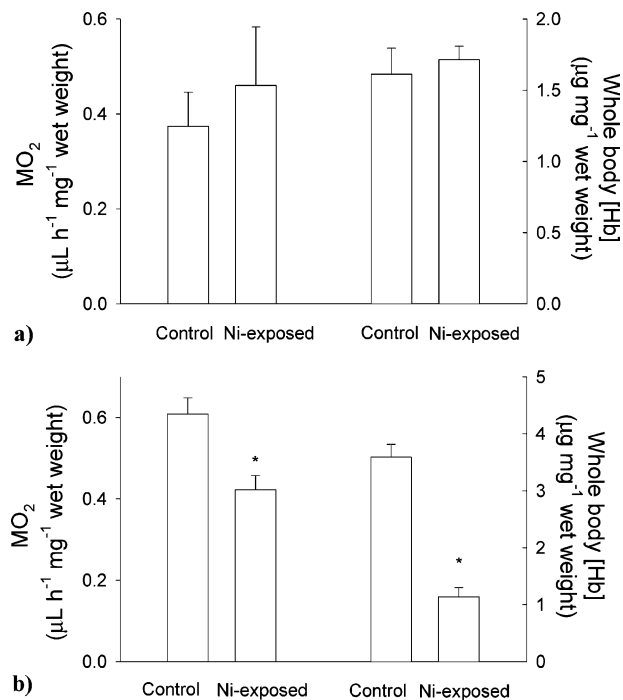 0.6
0.4
0.2
0.0
MO2
(µL h-1 mg-1 wet weight)
2.0
1.5
1.0
0.5
0.0
Whole body [Hb]
(µg mg-1 wet weight)
Control Ni-exposed Control Ni-exposed
a)
0.6
0.4
0.2
0.0
MO2
(µL h-1 mg-1 wet weight)
*
*
5
4
3
2
1
0
Whole body [Hb]
(µg mg-1 wet weight)
Control Ni-exposed Control Ni-exposed
b)